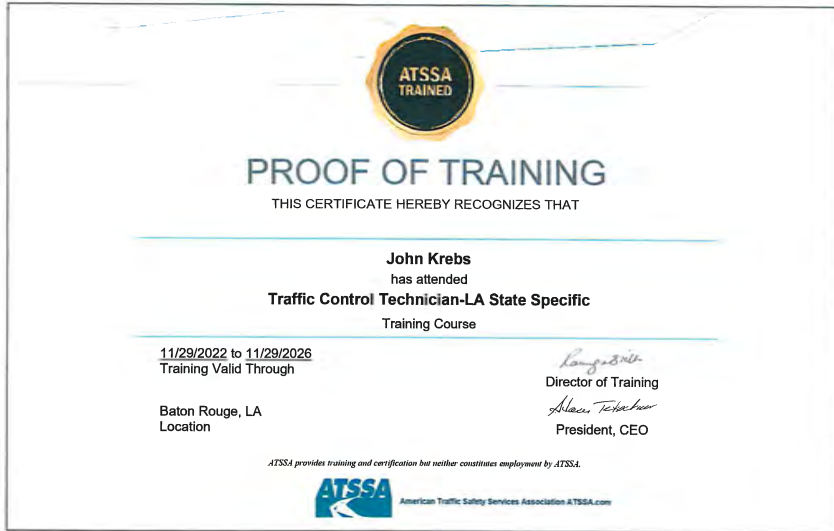 ATSSA
TRAINED
PROOF OF TRAINING
THIS CERTIFICATE HEREBY RECOGNIZES THAT
John Krebs
has attended
Traffic Control Technician-LA State Specific
Training Course
11/29/2022 to 11/29/2026
Training Valid Through
Director of Training
Baton Rouge, LA
Location
President, CEO
ATSSA provides training and certification but neither constitutes employment by ATSSA.
ATSSA
American Traffic Safety Services Association ATSSA.com